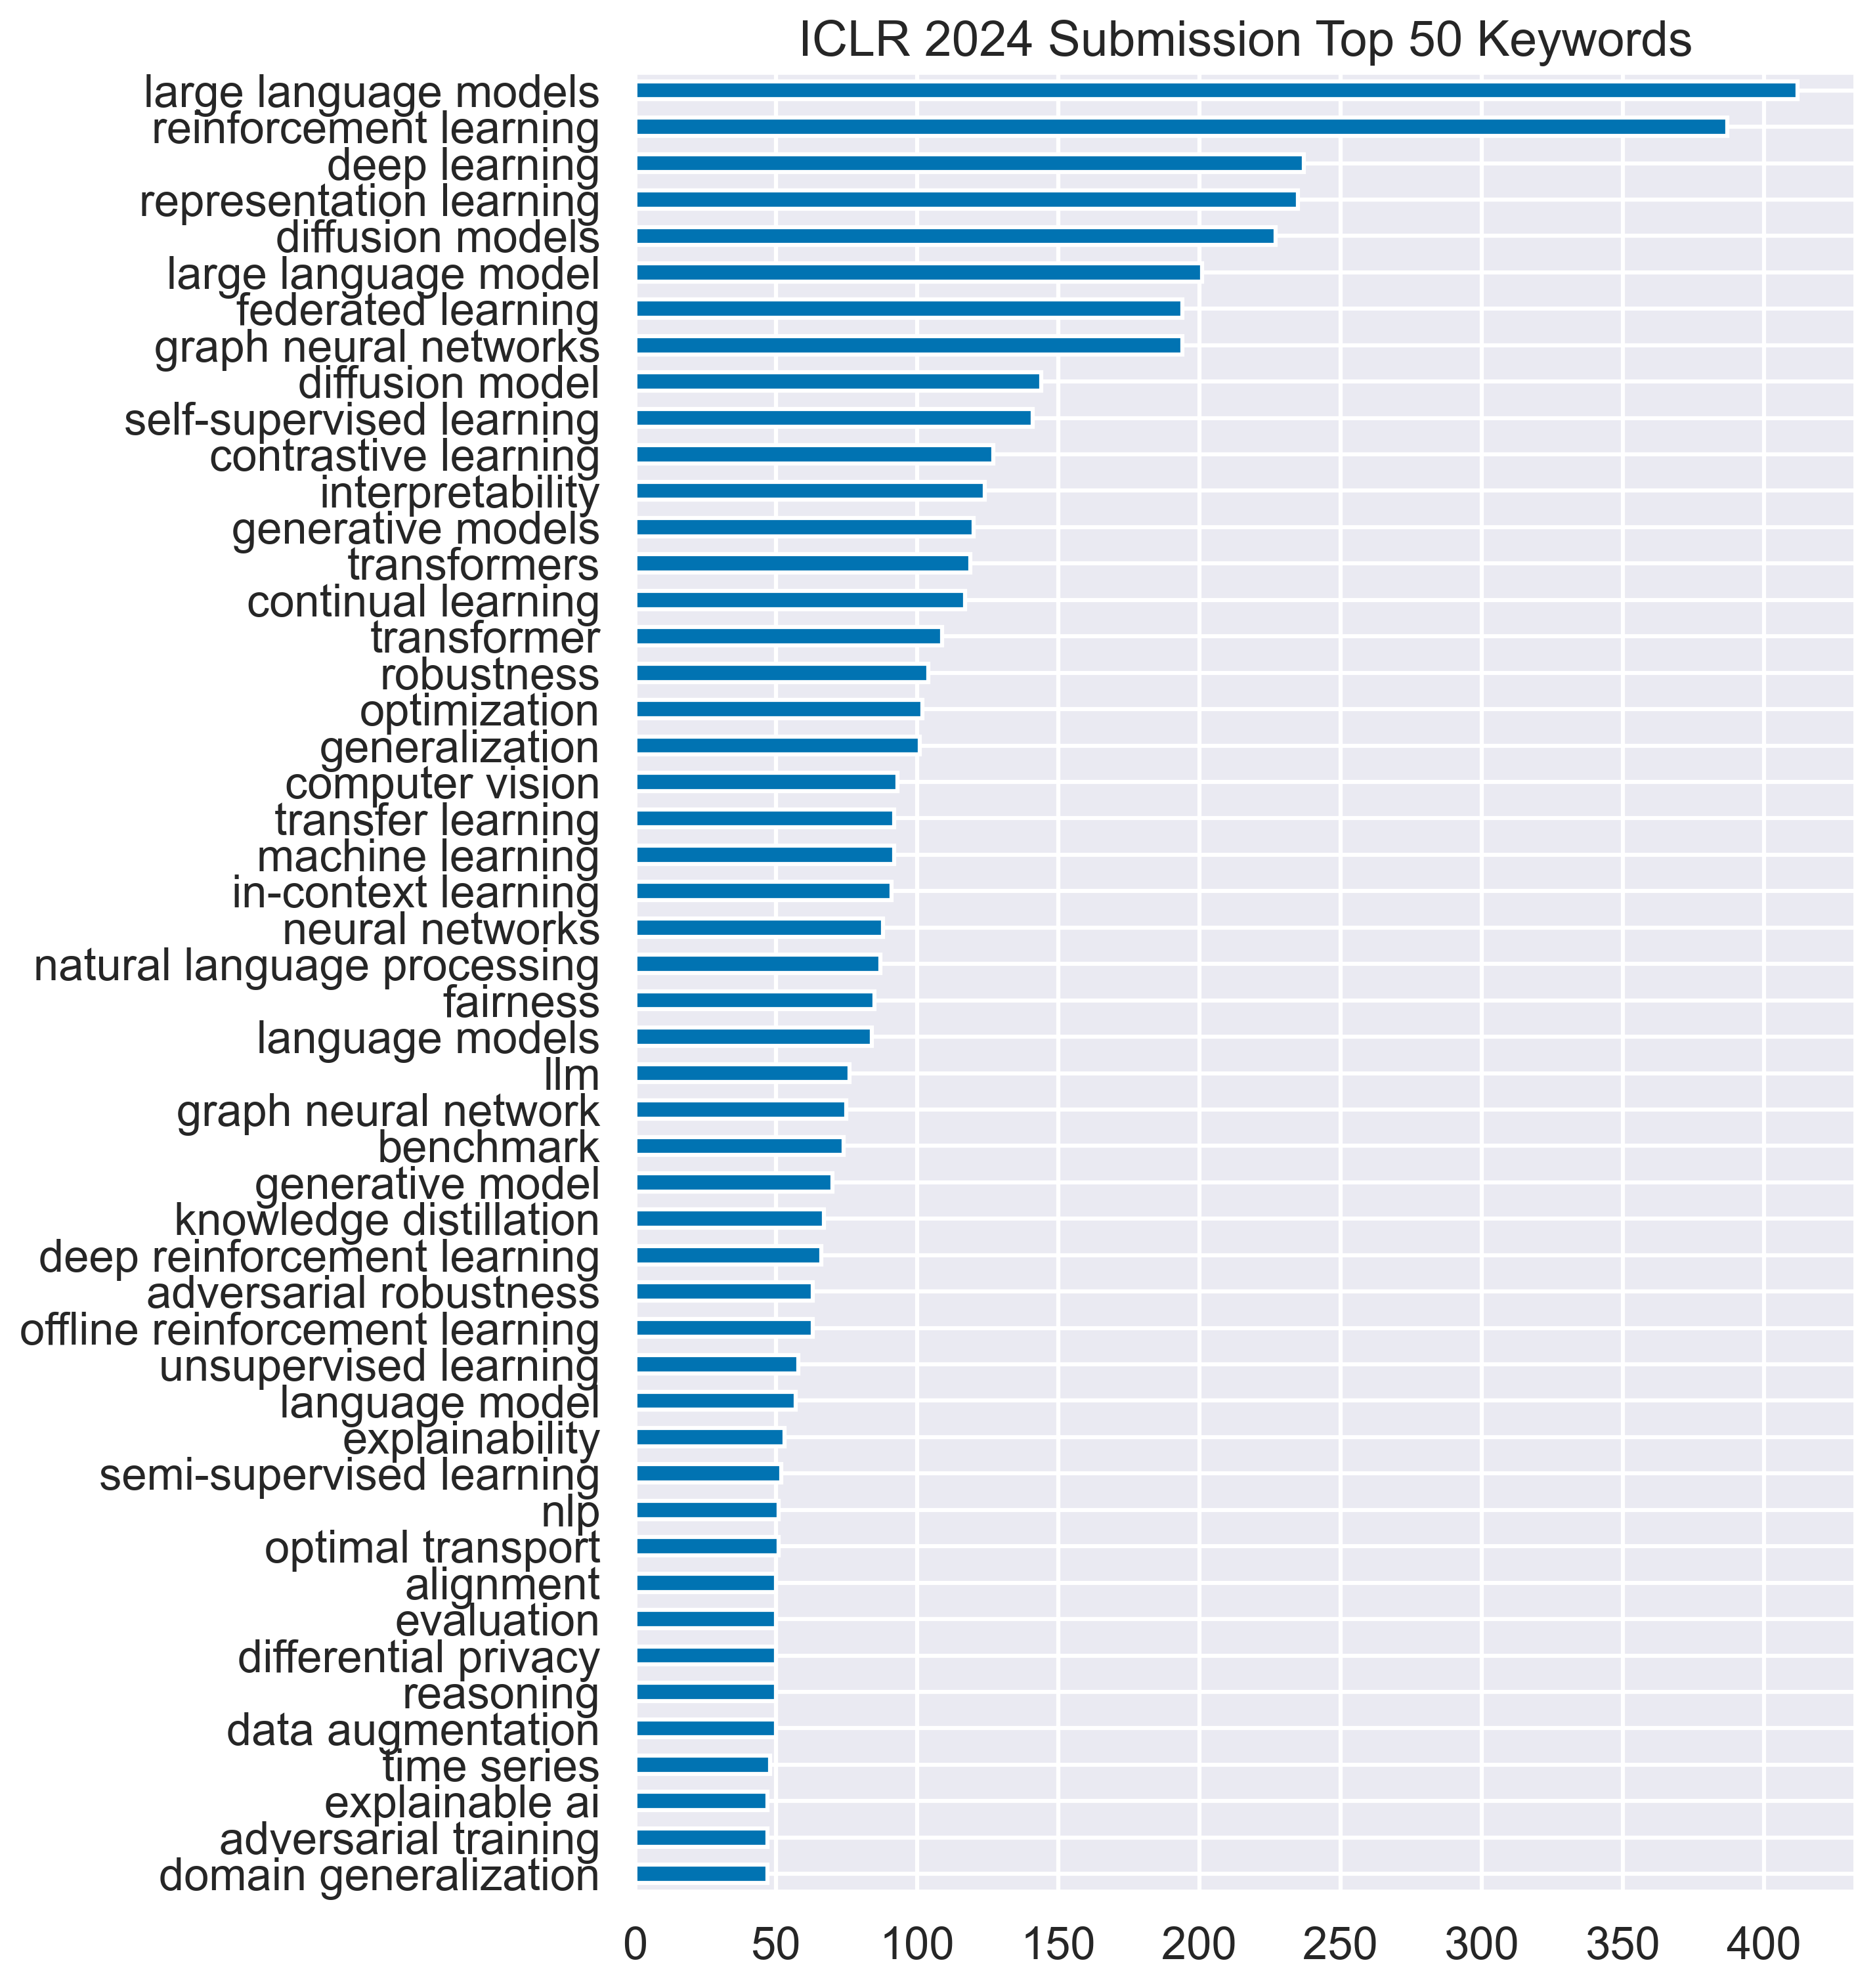 ICLR 2024 Submission Top 50 Keywords
large language models
reinforcement learning
deep learning
representation learning
diffusion models
large language model
federated learning
graph neural networks
diffusion model
self-supervised learning
contrastive learning
interpretability
generative models
transformers
continual learning
transformer
robustness
optimization
generalization
computer vision
transfer learning
machine learning
in-context learning
neural networks
natural language processing
fairness
language models
llm
graph neural network
benchmark
generative model
knowledge distillation
deep reinforcement learning
adversarial robustness
offline reinforcement learning
unsupervised learning
language model
explainability
semi-supervised learning
nlp
optimal transport
alignment
evaluation
differential privacy
reasoning
data augmentation
time series
explainable ai
adversarial training
domain generalization
0 50 100 150 200 250 300 350 400